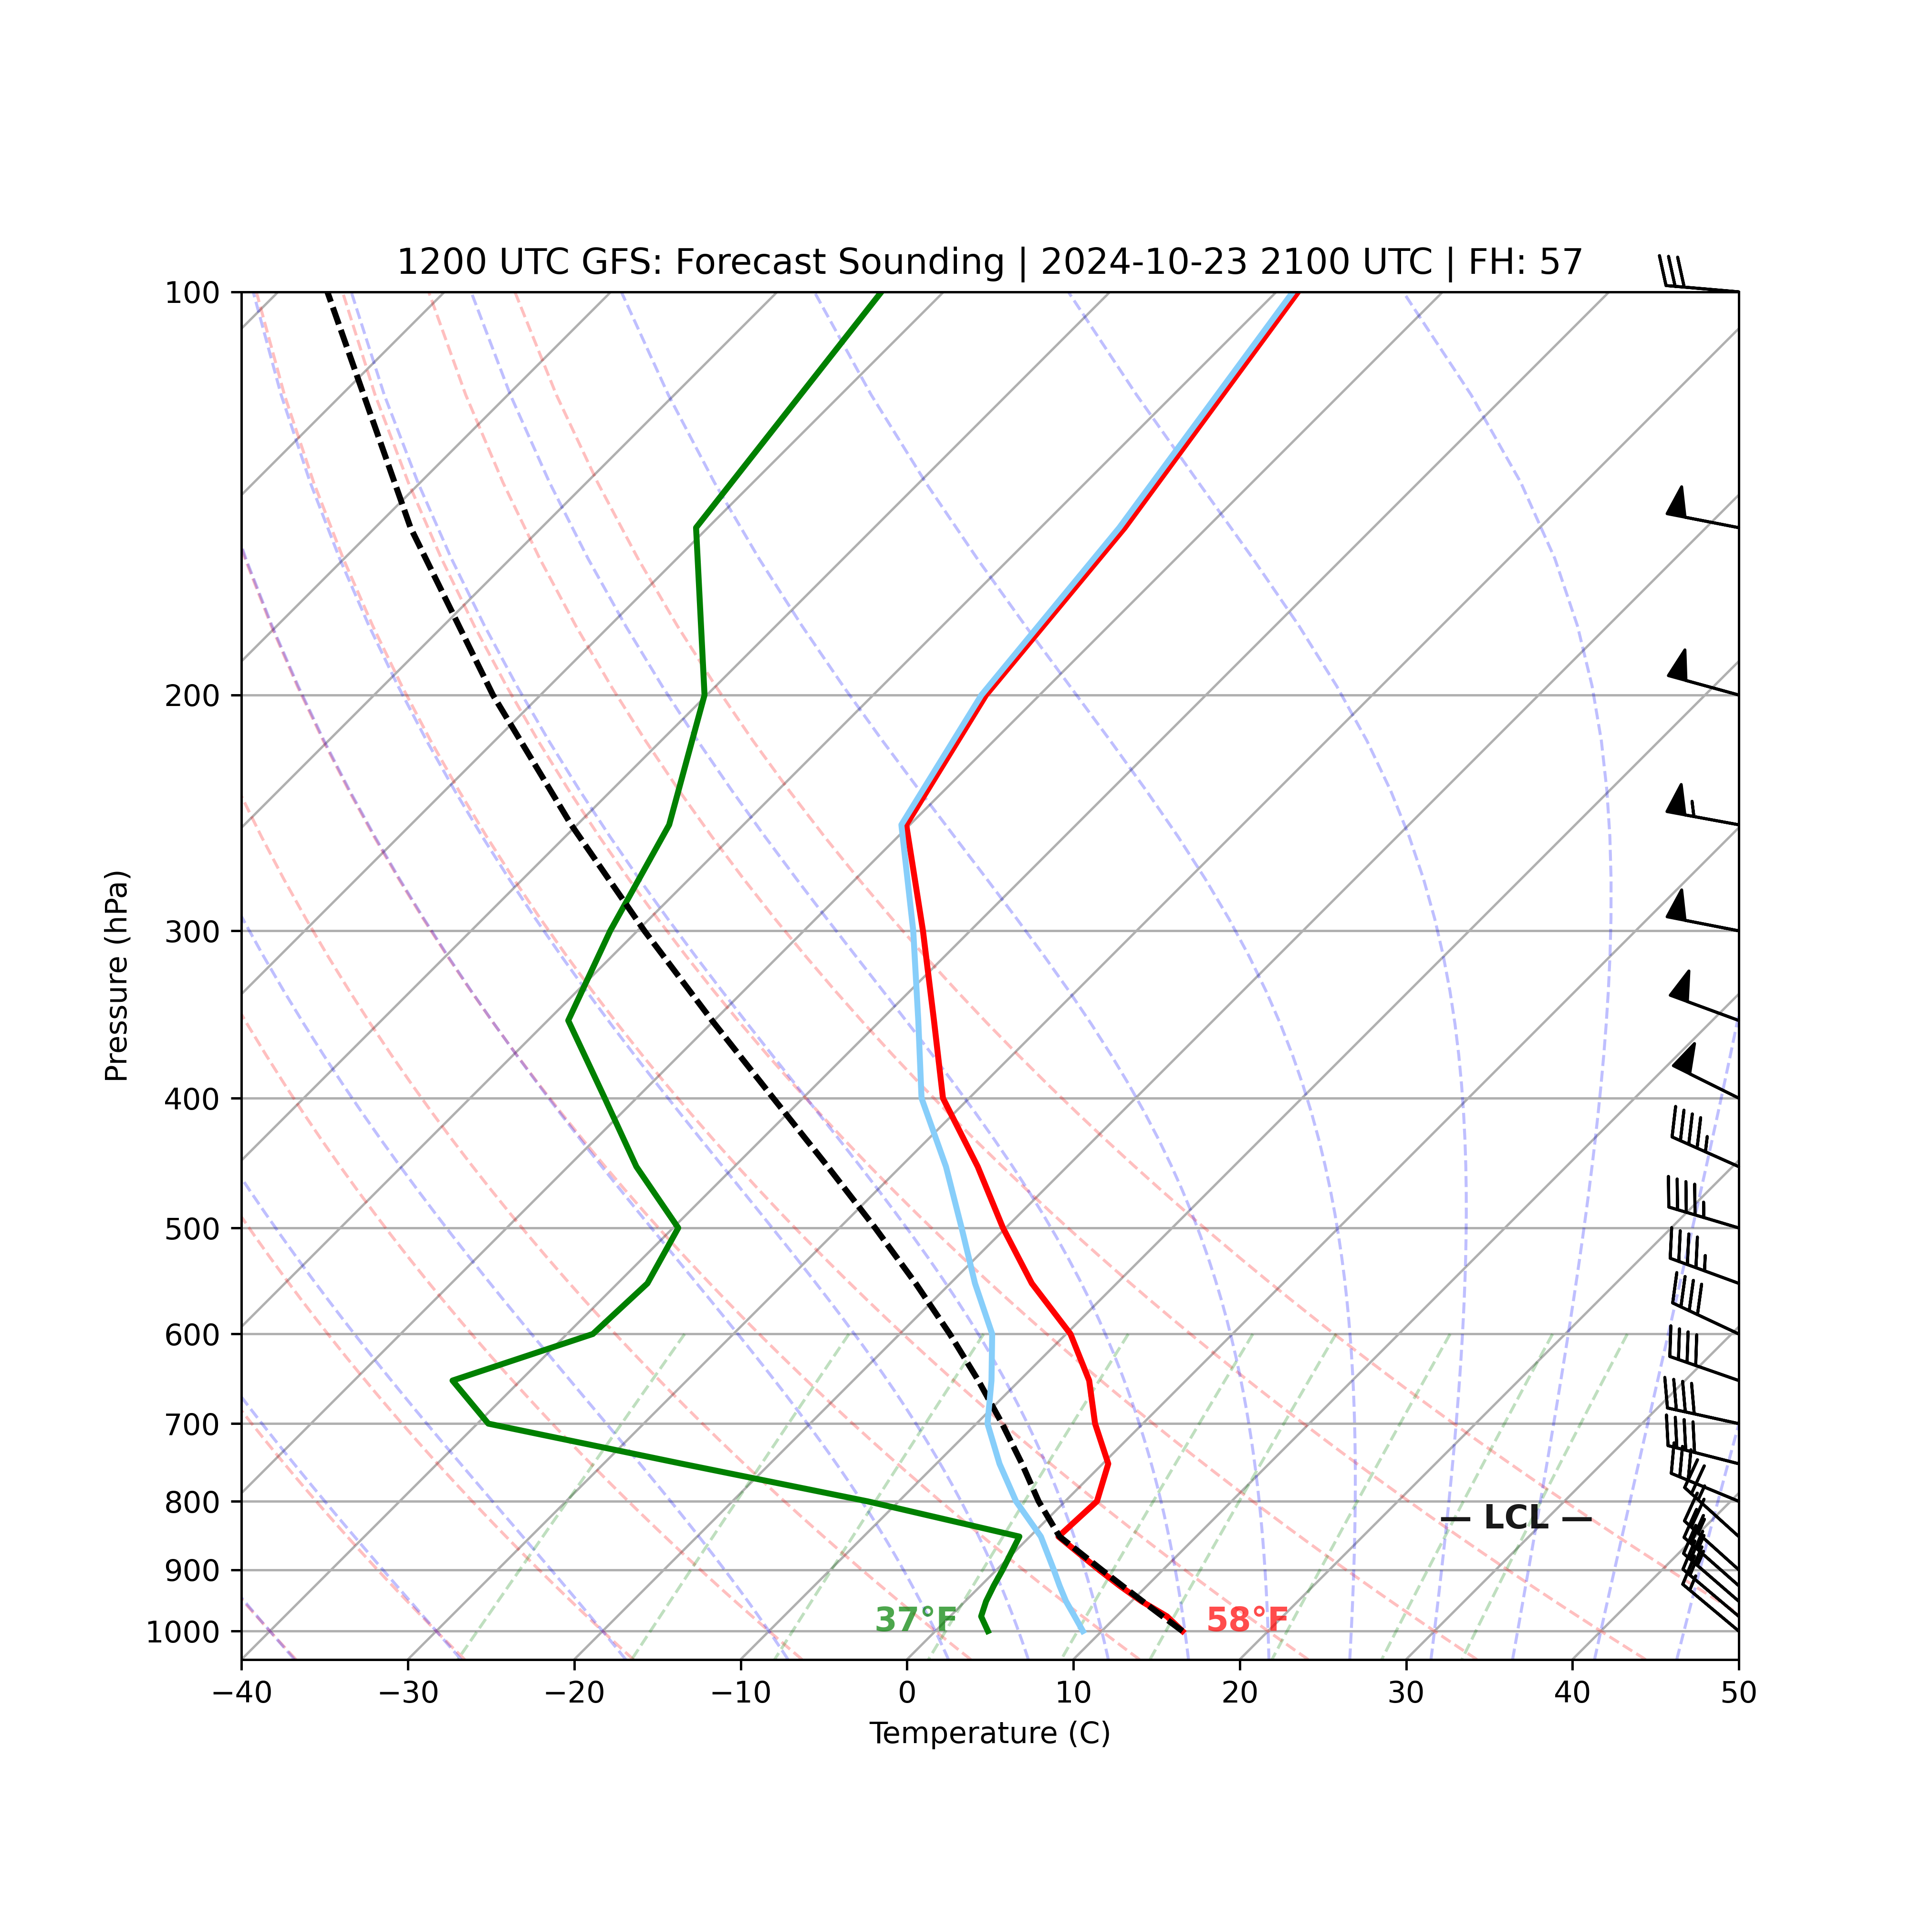 1200 UTC GFS: Forecast Sounding | 2024-10-23 2100 UTC | FH: 57
100
200
300
400
500
600
700
800
900
1000
Pressure (hPa)
— LCL —
37°F
58°F
−40 −30 −20 −10 0 10 20 30 40 50
Temperature (C)